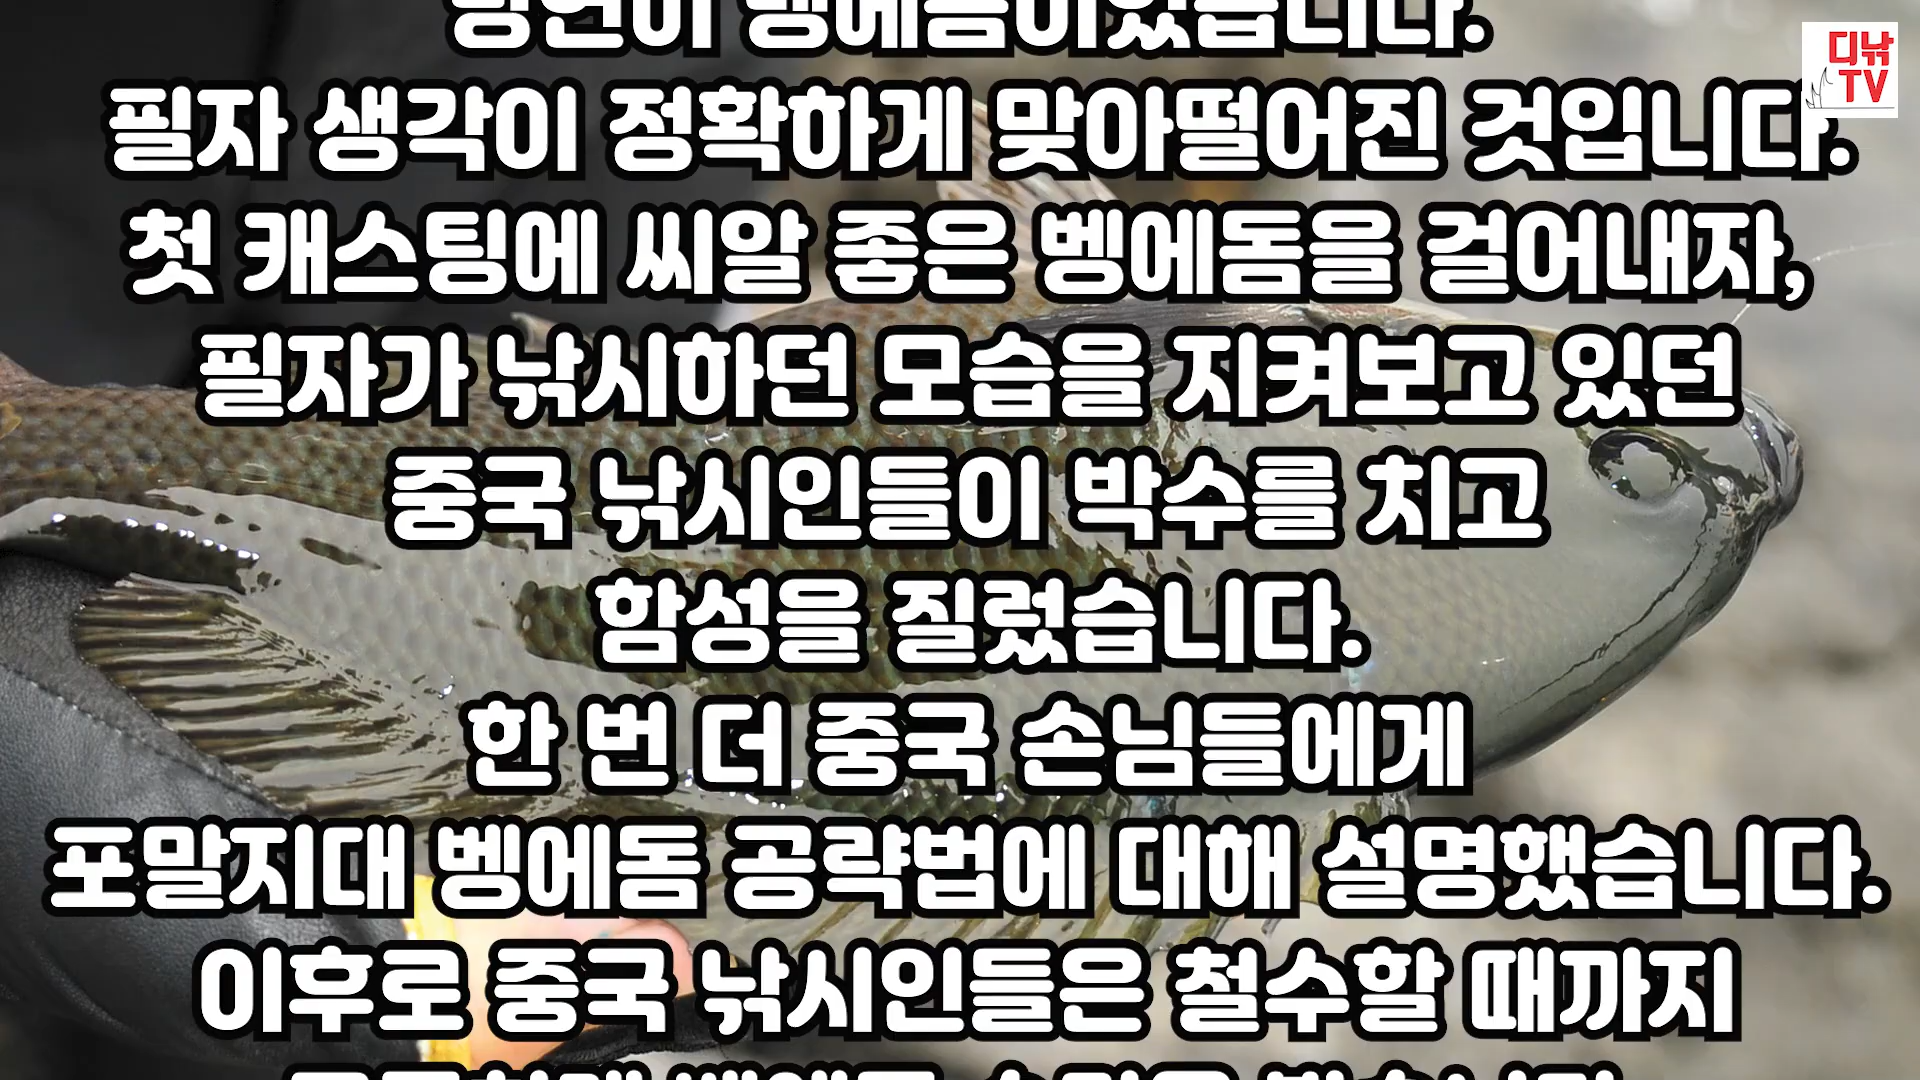 디낚
TV
필자 생각이 정확하게 맞아떨어진 것입니다.
첫 캐스팅에 씨알 좋은 벵에돔을 걸어내자,
필자가 낚시하던 모습을 지켜보고 있던
중국 낚시인들이 박수를 치고
함성을 질렀습니다.
한 번 더 중국 손님들에게
포말지대 벵에돔 공략법에 대해 설명했습니다.
이후로 중국 낚시인들은 철수할 때까지